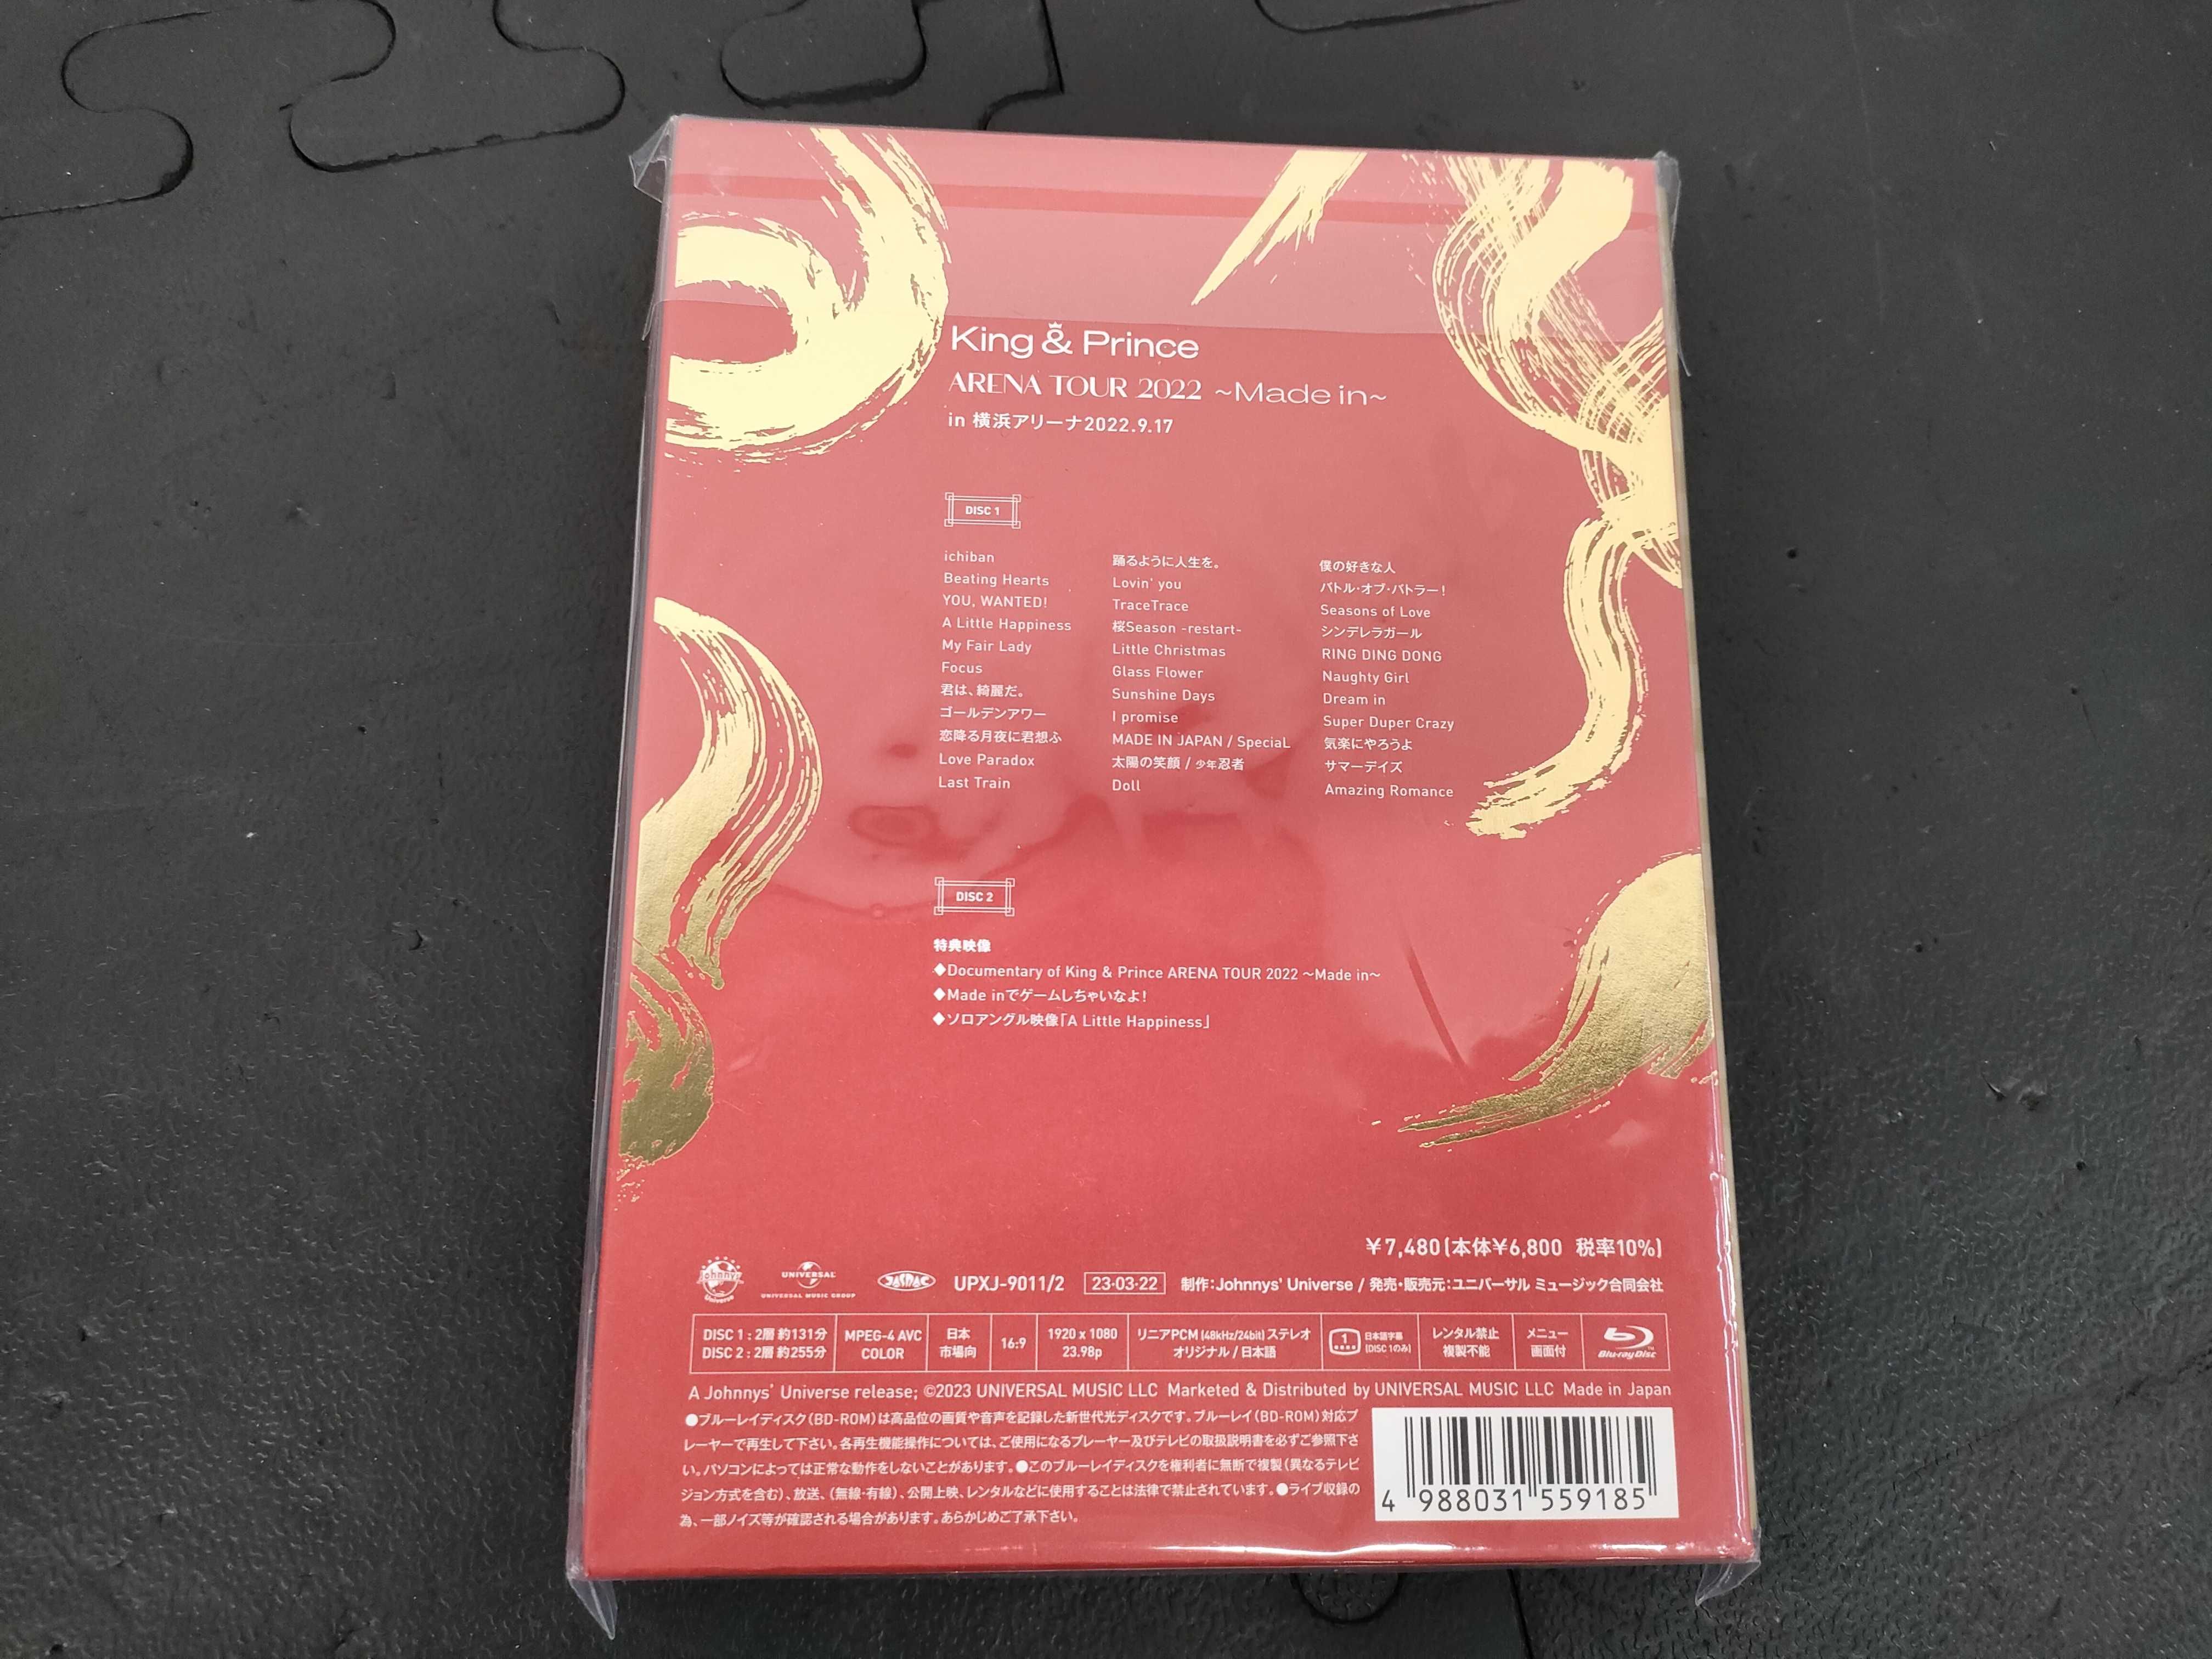 King & Prince
ARENA TOUR 2022 ~Made in~
in 横浜アリーナ2022.9.17
DISC 1
ichiban
Beating Hearts
YOU, WANTED!
A Little Happiness
My Fair Lady
Focus
君は、綺麗だ。
ゴールデンアワー
恋降る月夜に君想ふ
Love Paradox
Last Train
踊るように人生を。
Lovin' you
TraceTrace
桜Season -restart-
Little Christmas
Glass Flower
Sunshine Days
I promise
MADE IN JAPAN / SpeciaL
太陽の笑顔 / 少年忍者
Doll
僕の好きな人
バトル・オブ・バトラー!
Seasons of Love
シンデレラガール
RING DING DONG
Naughty Girl
Dream in
Super Duper Crazy
気楽にやろうよ
サマーデイズ
Amazing Romance
DISC 2
特典映像
◆Documentary of King & Prince ARENA TOUR 2022 ~Made in~
◆Made inでゲームしちゃいなよ!
◆ソロアングル映像「A Little Happiness」
¥7,480(本体¥6,800 税率10%)
Johnnys' Universe
UNIVERSAL
UNIVERSAL MUSIC GROUP
JASRAC
UPXJ-9011/2
23·03·22
制作:Johnnys' Universe / 発売・販売元:ユニバーサル ミュージック合同会社
DISC 1 : 2層 約131分
DISC 2 : 2層 約255分
MPEG-4 AVC
COLOR
日本
市場向
16:9
1920 x 1080
23.98p
リニアPCM (48kHz/24bit) ステレオ
オリジナル / 日本語
1
日本語字幕
(DISC 1のみ)
レンタル禁止
複製不能
メニュー
画面付
Blu-ray Disc
A Johnnys' Universe release; ©2023 UNIVERSAL MUSIC LLC Marketed & Distributed by UNIVERSAL MUSIC LLC Made in Japan
●ブルーレイディスク(BD-ROM)は高品位の画質や音声を記録した新世代光ディスクです。ブルーレイ(BD-ROM)対応プ
レーヤーで再生して下さい。各再生機能操作については、ご使用になるプレーヤー及びテレビの取扱説明書を必ずご参照下さ
い。パソコンによっては正常な動作をしないことがあります。●このブルーレイディスクを権利者に無断で複製(異なるテレビ
ジョン方式を含む)、放送、(無線・有線)、公開上映、レンタルなどに使用することは法律で禁止されています。●ライブ収録の
為、一部ノイズ等が確認される場合があります。あらかじめご了承下さい。
4 988031 559185